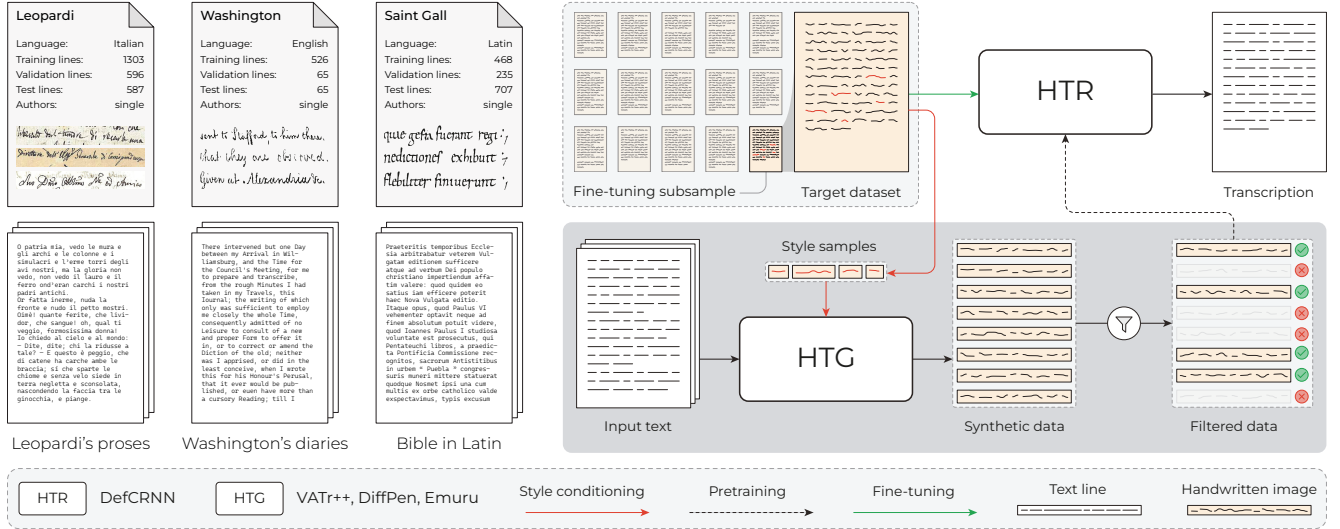 Leopardi
Language: Italian
Training lines: 1303
Validation lines: 596
Test lines: 587
Authors: single
Washington
Language: English
Training lines: 526
Validation lines: 65
Test lines: 65
Authors: single
sent to Strafford to have them
that they are observed.
Given at Alexandria
Saint Gall
Language: Latin
Training lines: 468
Validation lines: 235
Test lines: 707
Authors: single
que gesta fuerant regi
nedictiones exhibuit
flebiliter finierunt
O patria mia, vedo le mura e
gli archi e le colonne e i
simulacri e l'erme torri degli
avi nostri, ma la gloria non
vedo, non vedo il lauro e il
ferro ond'eran carchi i nostri
padri antichi.
Or fatta inerme, nuda la
fronte e nudo il petto mostri.
Oimè! quante ferite, che livi-
dor, che sangue! oh, qual ti
veggio, formosissima donna!
Io chiedo al cielo e al mondo:
— Dite, dite; chi la ridusse a
tale? — E questo è peggio, che
di catene ha carche ambe le
braccia; sì che sparte le
chiome e senza velo siede in
terra negletta e sconsolata,
nascondendo la faccia tra le
ginocchia, e piange.
Leopardi's proses
There intervened but one Day
between my Arrival in Wil-
liamsburg, and the Time for
the Council's Meeting, for me
to prepare and transcribe,
from the rough Minutes I had
taken in my Travels, this
Journal; the writing of which
only was sufficient to employ
me closely the whole Time,
consequently admitted of no
Leisure to consult of a new
and proper Form to offer it
in, or to correct or amend the
Diction of the old; neither
was I apprised, or did in the
least conceive, when I wrote
this for his Honour's Perusal,
that it ever would be pub-
lished, or even have more than
a cursory Reading; till I
Washington's diaries
Praeteritis temporibus Eccle-
sia arbitrabatur veterem Vul-
gatam editionem sufficere
atque ad verbum Dei populo
christiano impertiendum affa-
tim valere: quod quidem eo
satius iam efficere poterit
haec Nova Vulgata editio.
Itaque opus, quod Paulus VI
vehementer optavit neque ad
finem absolutum potuit videre,
quod Ioannes Paulus I studiosa
voluntate est prosecutus, qui
Pentateuchi libros, a praedic-
ta Pontificia Commissione rec-
ognitos, sacrorum Antistitibus
in urbem " Puebla " congres-
suris muneri mittere statuerat
quodque Nosmet ipsi una cum
multis ex orbe catholico valde
exspectavimus, typis excusum
Bible in Latin
Fine-tuning subsample
Target dataset
HTR
Transcription
Style samples
Input text
HTG
Synthetic data
Filtered data
HTR DefCRNN
HTG VATr++, DiffPen, Emuru
Style conditioning
Pretraining
Fine-tuning
Text line
Handwritten image